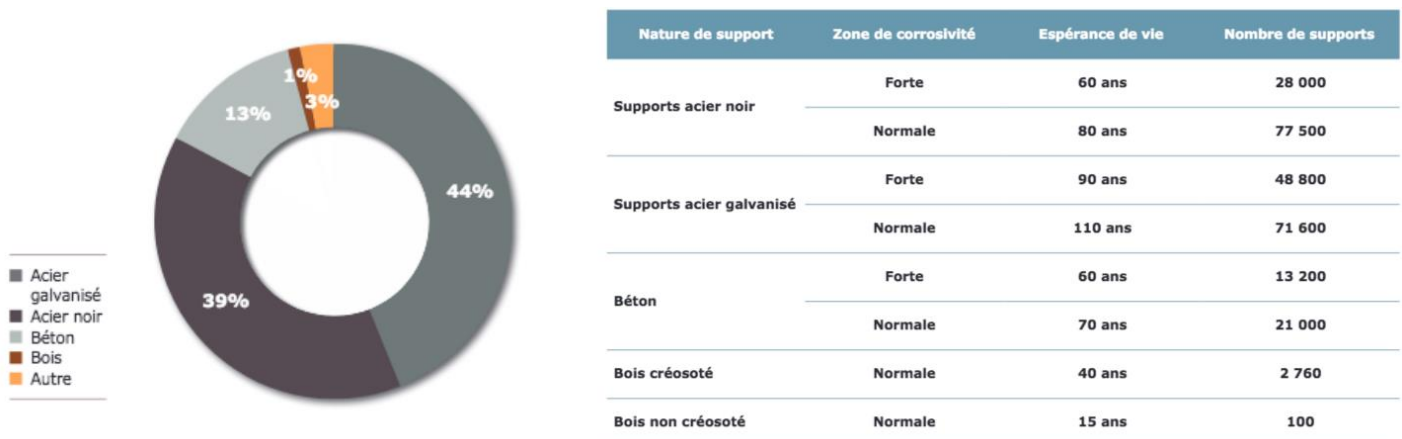 1%
3%
13%
44%
39%
Acier
galvanisé
Acier noir
Béton
Bois
Autre
Nature de support Zone de corrosivité Espérance de vie Nombre de supports
Supports acier noir Forte 60 ans 28 000
Normale 80 ans 77 500
Supports acier galvanisé Forte 90 ans 48 800
Normale 110 ans 71 600
Béton Forte 60 ans 13 200
Normale 70 ans 21 000
Bois créosoté Normale 40 ans 2 760
Bois non créosoté Normale 15 ans 100